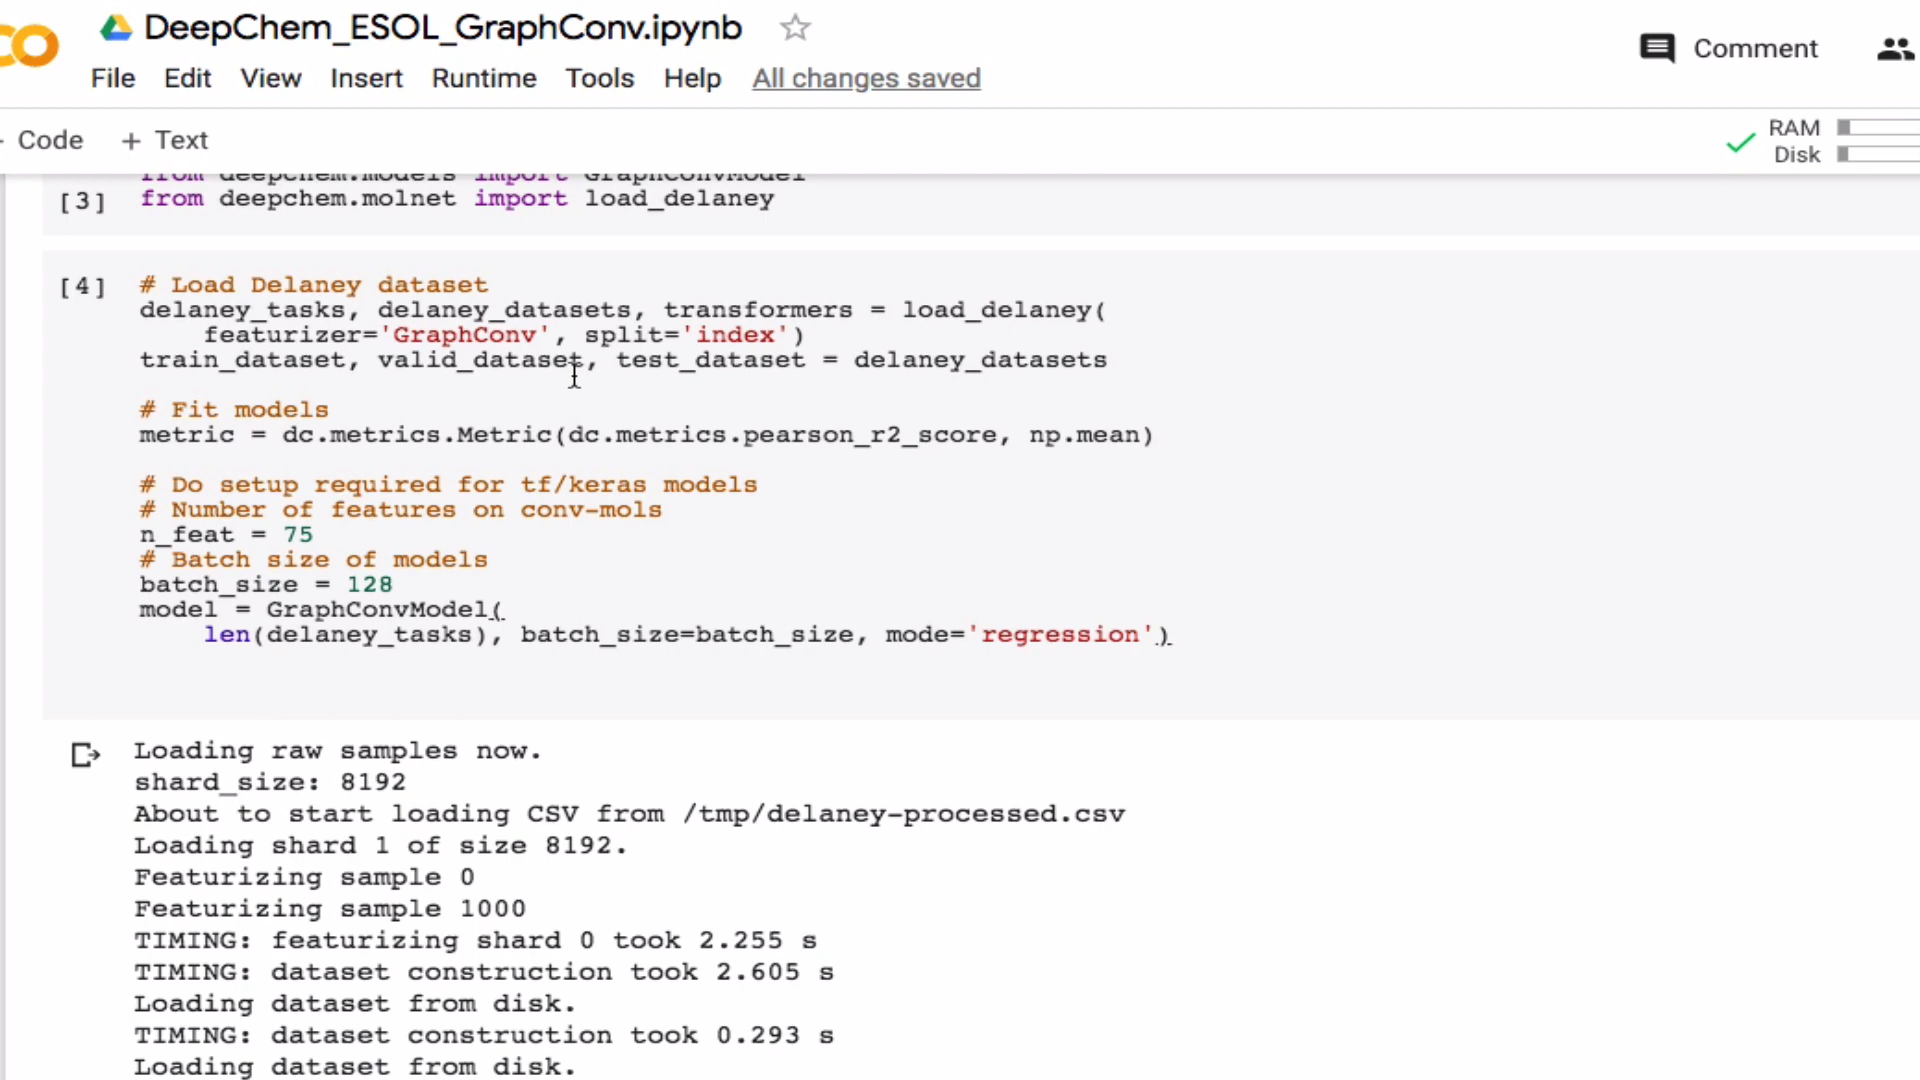 DeepChem_ESOL_GraphConv.ipynb
File Edit View Insert Runtime Tools Help All changes saved
Comment
Code + Text
RAM
Disk
from deepchem.models import GraphConvModel
[3] from deepchem.molnet import load_delaney
[4] # Load Delaney dataset
delaney_tasks, delaney_datasets, transformers = load_delaney(
featurizer='GraphConv', split='index')
train_dataset, valid_dataset, test_dataset = delaney_datasets
# Fit models
metric = dc.metrics.Metric(dc.metrics.pearson_r2_score, np.mean)
# Do setup required for tf/keras models
# Number of features on conv-mols
n_feat = 75
# Batch size of models
batch_size = 128
model = GraphConvModel(
len(delaney_tasks), batch_size=batch_size, mode='regression')
Loading raw samples now.
shard_size: 8192
About to start loading CSV from /tmp/delaney-processed.csv
Loading shard 1 of size 8192.
Featurizing sample 0
Featurizing sample 1000
TIMING: featurizing shard 0 took 2.255 s
TIMING: dataset construction took 2.605 s
Loading dataset from disk.
TIMING: dataset construction took 0.293 s
Loading dataset from disk.